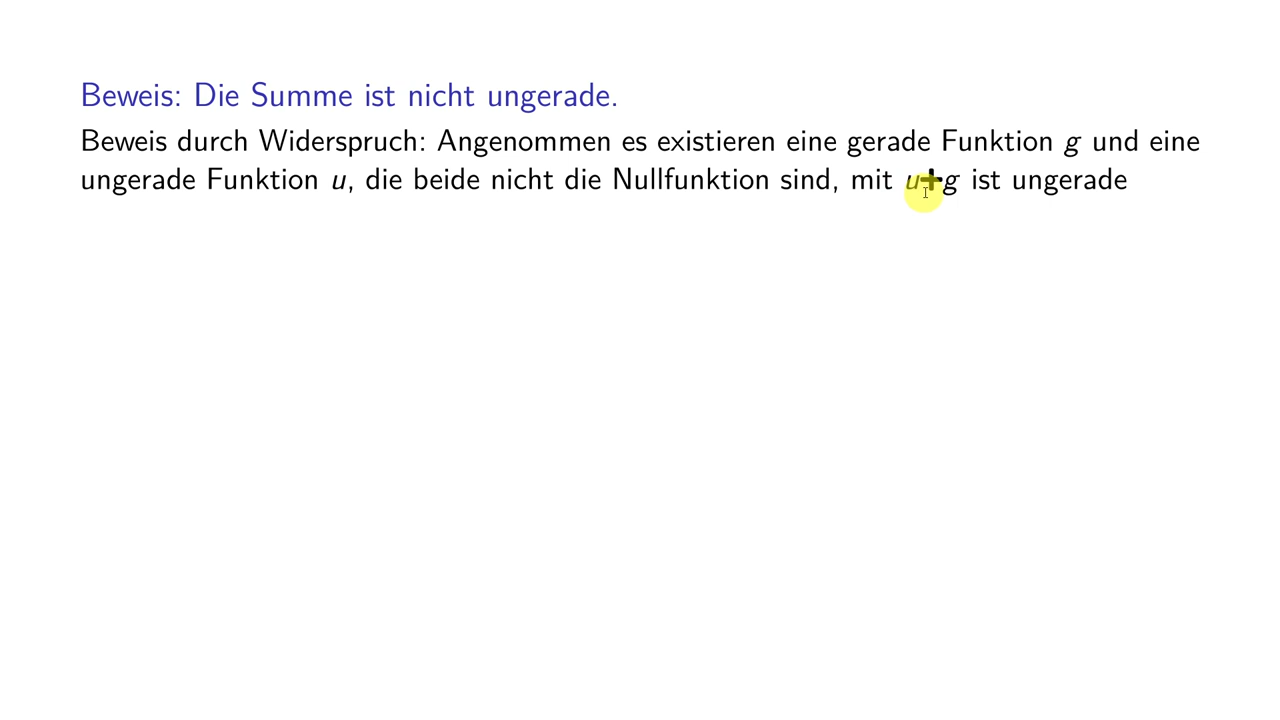 Beweis: Die Summe ist nicht ungerade.
Beweis durch Widerspruch: Angenommen es existieren eine gerade Funktion g und eine
ungerade Funktion u, die beide nicht die Nullfunktion sind, mit u+g ist ungerade